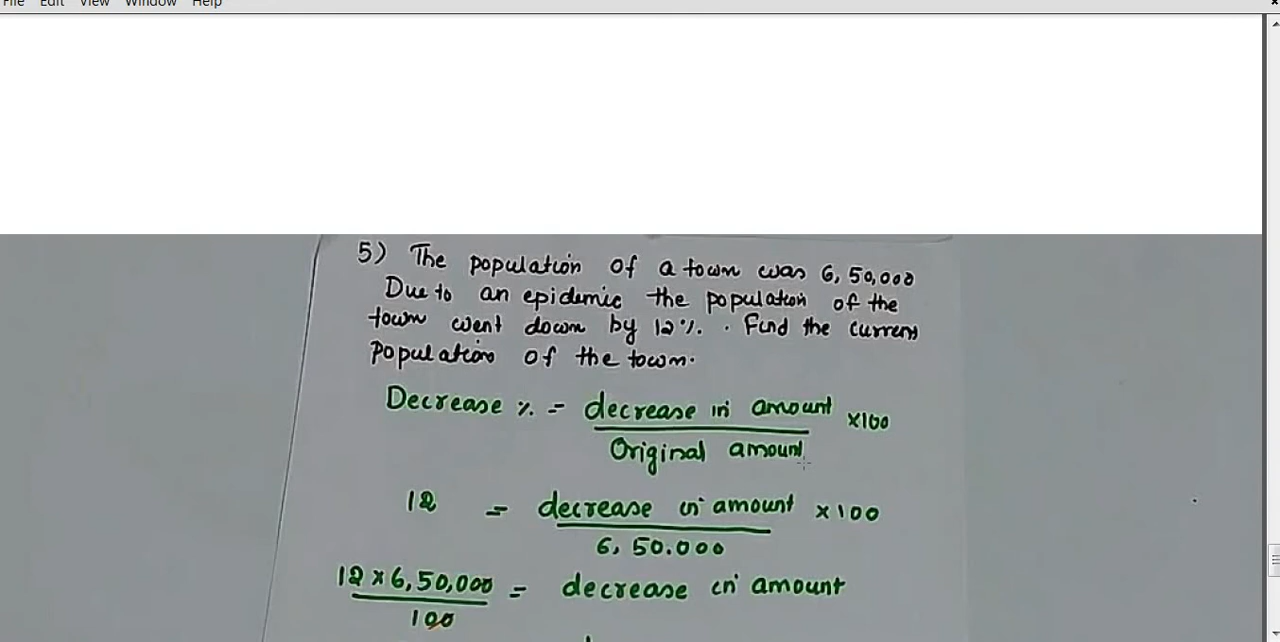 File Edit View Window Help
5) The population of a town was 6,50,000
Due to an epidemic the population of the
town went down by 12%. Find the current
population of the town.
Decrease % = decrease in amount ×100
Original amount
12 = decrease in amount ×100
6,50.000
12×6,50,000 = decrease in amount
100